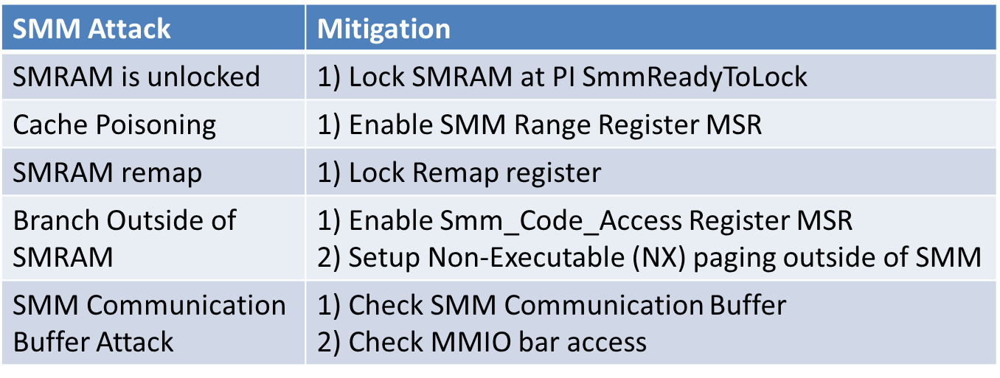 SMM Attack
Mitigation
SMRAM is unlocked
1) Lock SMRAM at PI SmmReadyToLock
Cache Poisoning
1) Enable SMM Range Register MSR
SMRAM remap
1) Lock Remap register
Branch Outside of
SMRAM
1) Enable Smm_Code_Access Register MSR
2) Setup Non-Executable (NX) paging outside of SMM
SMM Communication
Buffer Attack
1) Check SMM Communication Buffer
2) Check MMIO bar access